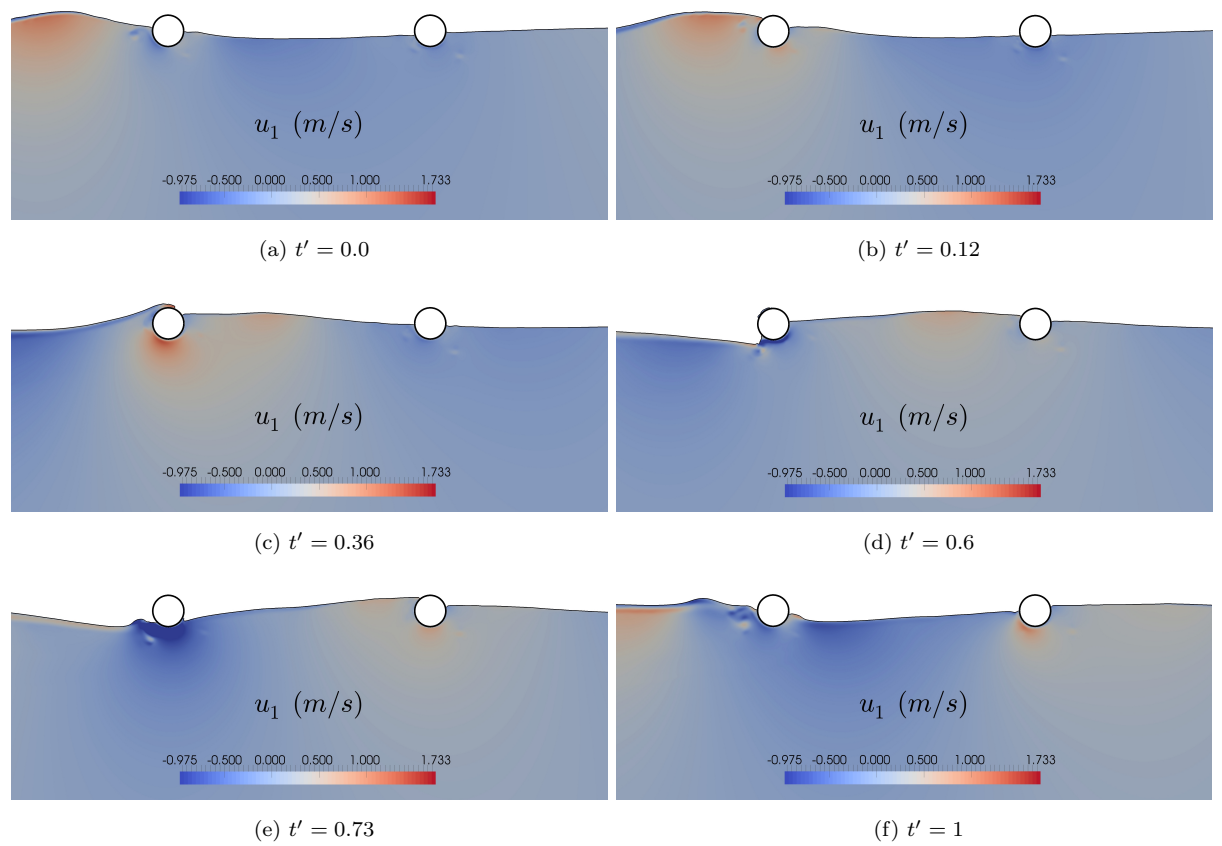 u₁ (m/s)
-0.975 -0.500 0.000 0.500 1.000 1.733
(a) t′ = 0.0
u₁ (m/s)
-0.975 -0.500 0.000 0.500 1.000 1.733
(b) t′ = 0.12
u₁ (m/s)
-0.975 -0.500 0.000 0.500 1.000 1.733
(c) t′ = 0.36
u₁ (m/s)
-0.975 -0.500 0.000 0.500 1.000 1.733
(d) t′ = 0.6
u₁ (m/s)
-0.975 -0.500 0.000 0.500 1.000 1.733
(e) t′ = 0.73
u₁ (m/s)
-0.975 -0.500 0.000 0.500 1.000 1.733
(f) t′ = 1